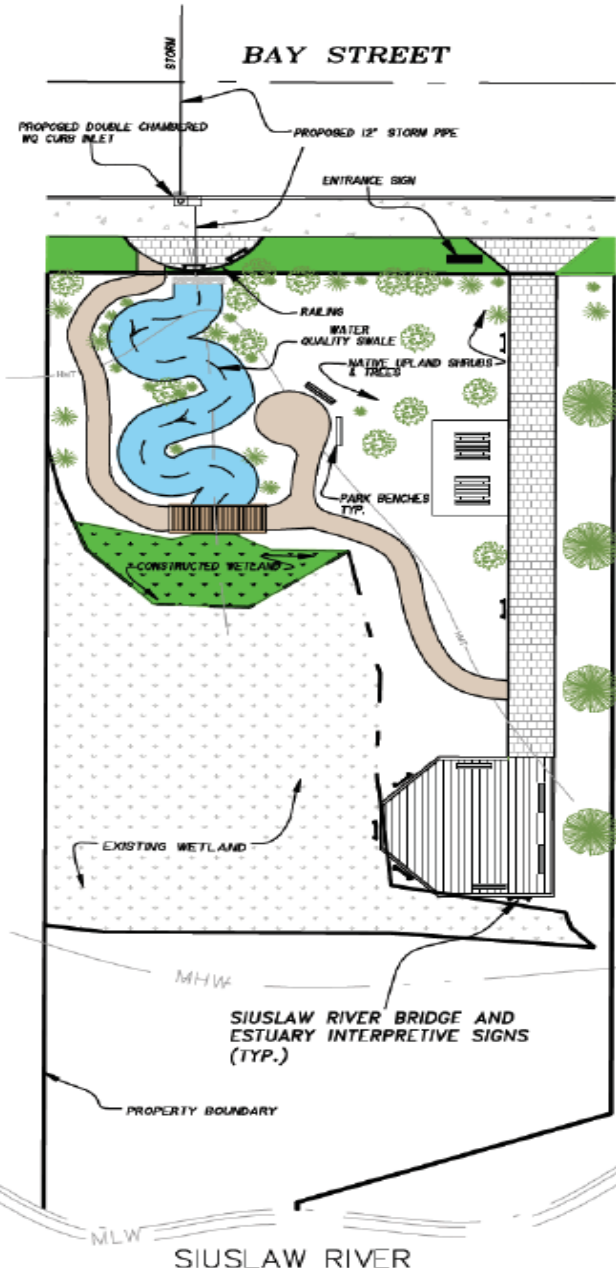 STORM
BAY STREET
PROPOSED DOUBLE CHAMBERED
WQ CURB INLET
PROPOSED 12" STORM PIPE
ENTRANCE SIGN
RAILING
WATER
QUALITY SWALE
HMT
NATIVE UPLAND SHRUBS
& TREES
PARK BENCHES
TYP.
CONSTRUCTED WETLAND
HMT
EXISTING WETLAND
MHW
SIUSLAW RIVER BRIDGE AND
ESTUARY INTERPRETIVE SIGNS
(TYP.)
PROPERTY BOUNDARY
MLW
SIUSLAW RIVER